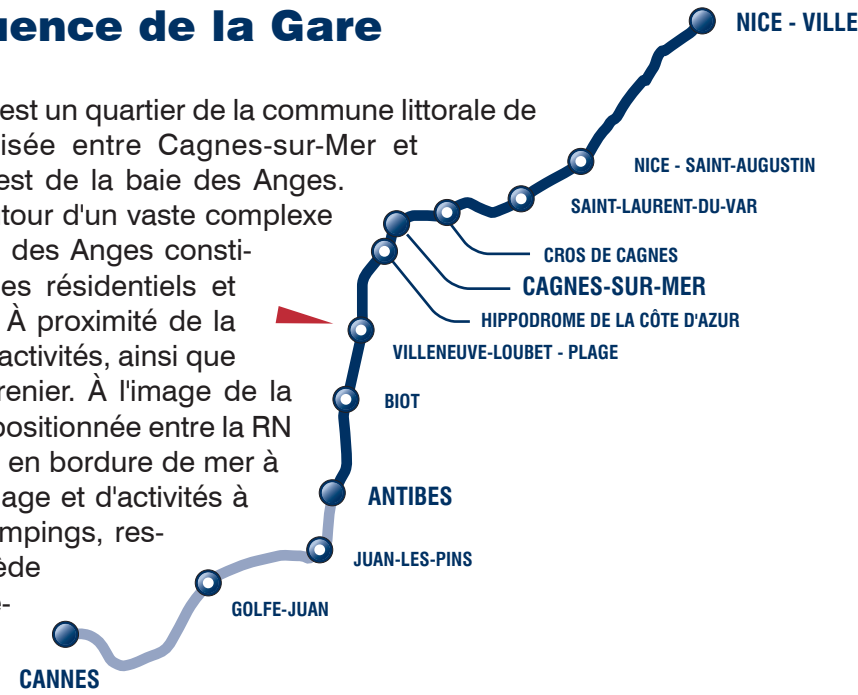 uence de la Gare
est un quartier de la commune littorale de
isée entre Cagnes-sur-Mer et
est de la baie des Anges.
tour d'un vaste complexe
des Anges consti-
es résidentiels et
À proximité de la
activités, ainsi que
renier. À l'image de la
positionnée entre la RN
en bordure de mer à
age et d'activités à
mpings, res-
ède
e-
NICE - VILLE
NICE - SAINT-AUGUSTIN
SAINT-LAURENT-DU-VAR
CROS DE CAGNES
CAGNES-SUR-MER
HIPPODROME DE LA CÔTE D'AZUR
VILLENEUVE-LOUBET - PLAGE
BIOT
ANTIBES
JUAN-LES-PINS
GOLFE-JUAN
CANNES